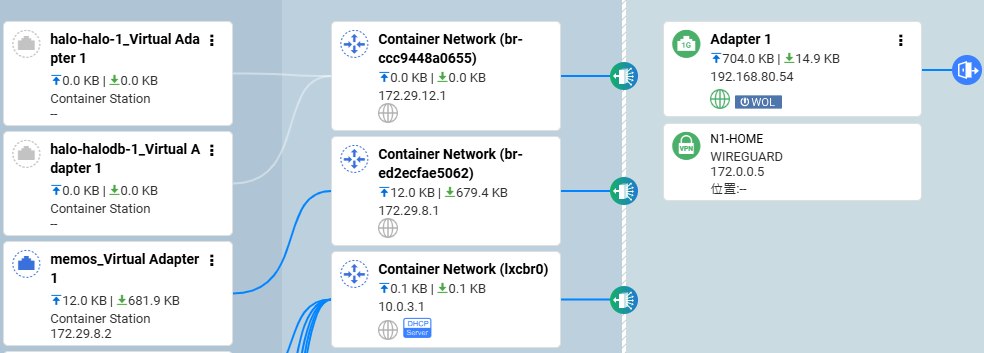 halo-halo-1_Virtual Ada
pter 1
0.0 KB | 0.0 KB
Container Station
--
halo-halodb-1_Virtual A
dapter 1
0.0 KB | 0.0 KB
Container Station
--
memos_Virtual Adapter
1
12.0 KB | 681.9 KB
Container Station
172.29.8.2
Container Network (br-
ccc9448a0655)
0.0 KB | 0.0 KB
172.29.12.1
Container Network (br-
ed2ecfae5062)
12.0 KB | 679.4 KB
172.29.8.1
Container Network (lxcbr0)
0.1 KB | 0.1 KB
10.0.3.1
DHCP
Server
1G
Adapter 1
704.0 KB | 14.9 KB
192.168.80.54
WOL
VPN
N1-HOME
WIREGUARD
172.0.0.5
位置:--